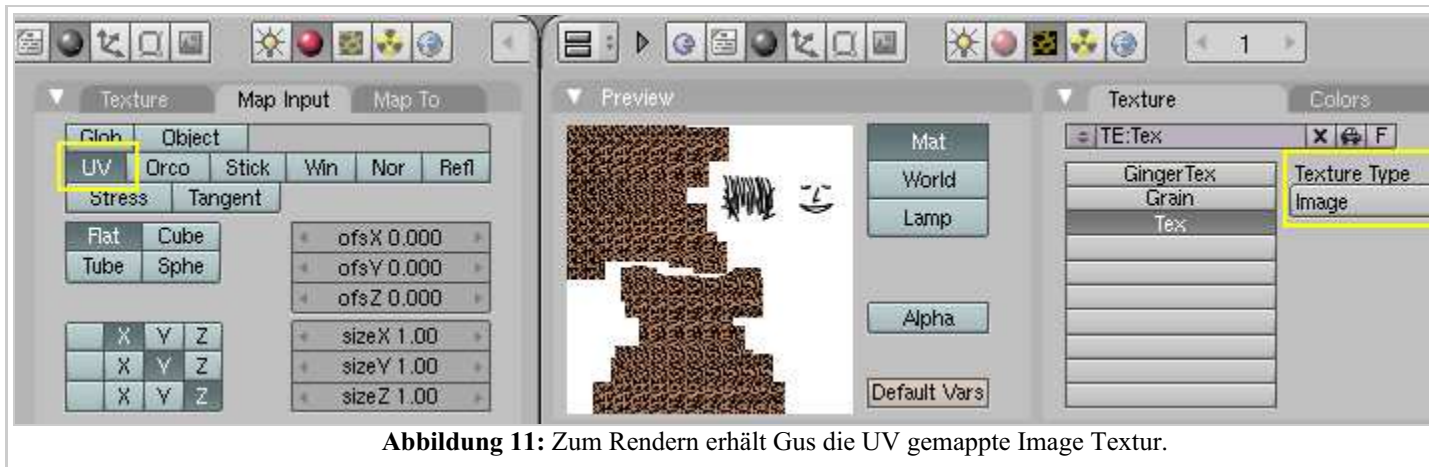 1
Texture Map Input Map To
Preview
Texture Colors
Glob Object
UV Orco Stick Win Nor Refl
Stress Tangent
Flat Cube
Tube Sphe
ofsX 0.000
ofsY 0.000
ofsZ 0.000
X Y Z
X Y Z
X Y Z
sizeX 1.00
sizeY 1.00
sizeZ 1.00
Mat
World
Lamp
Alpha
Default Vars
TE:Tex X F
GingerTex
Grain
Tex
Texture Type
Image
Abbildung 11: Zum Rendern erhält Gus die UV gemappte Image Textur.